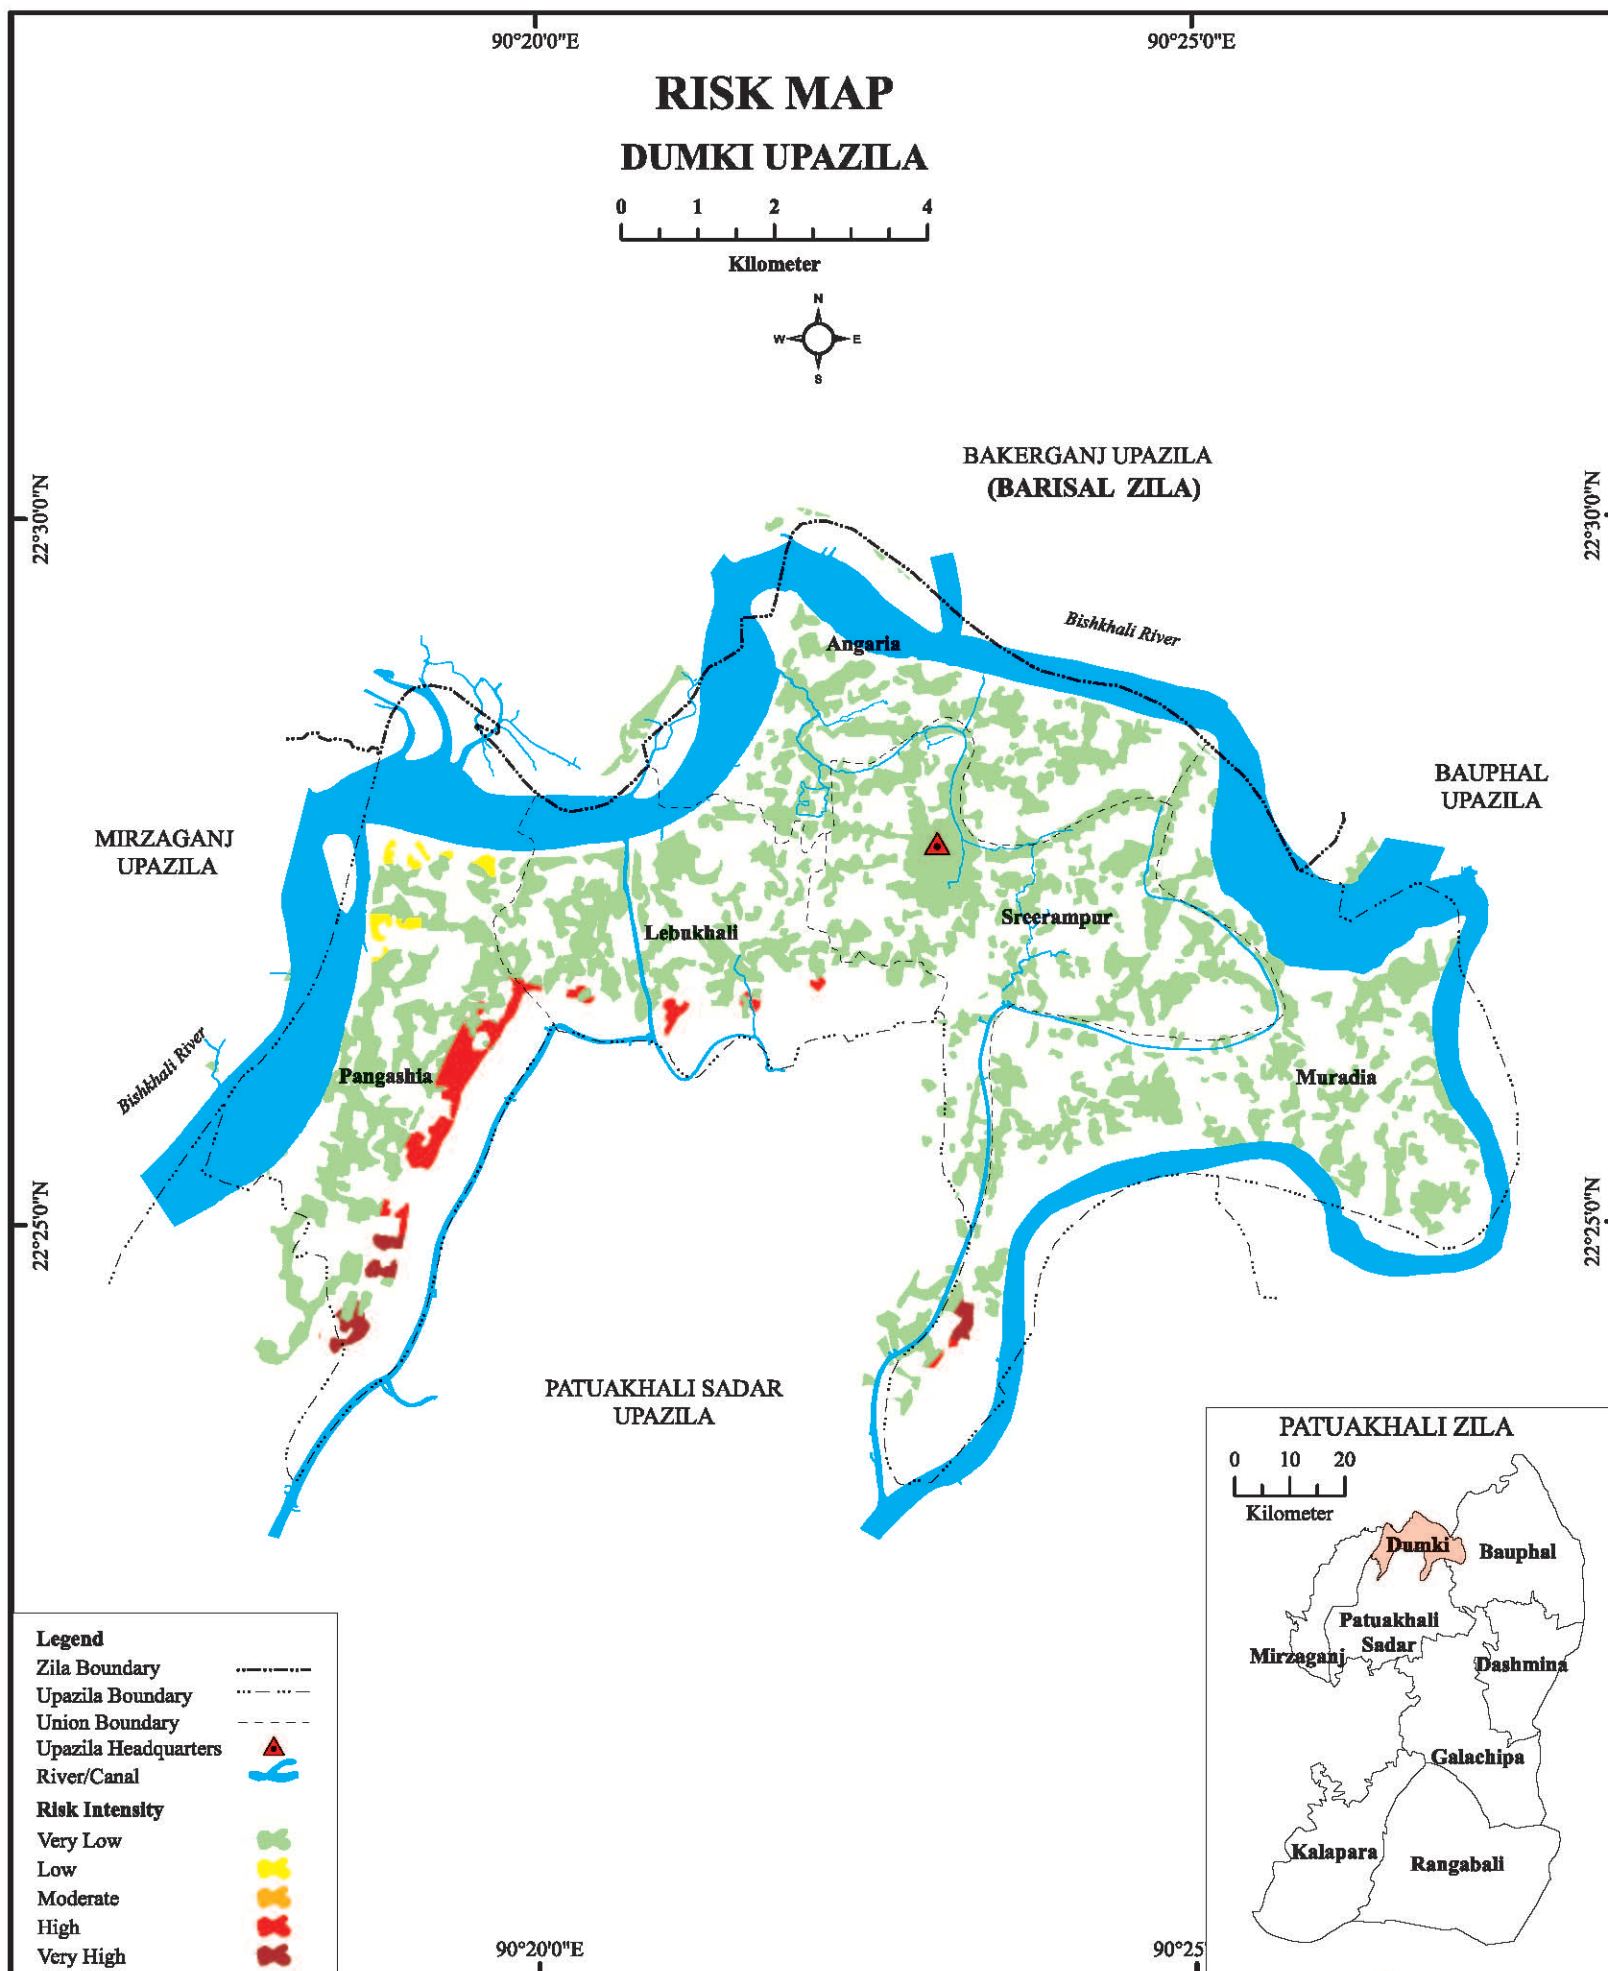 90°20'0"E
90°25'0"E
RISK MAP
DUMKI UPAZILA
0 1 2 4
Kilometer
N
W E
S
BAKERGANJ UPAZILA
(BARISAL ZILA)
22°30'0"N
22°30'0"N
Bishkhali River
Angaria
BAUPHAL
UPAZILA
MIRZAGANJ
UPAZILA
Lebukhali
Sreerampur
Bishkhali River
Pangashia
Muradia
22°25'0"N
22°25'0"N
PATUAKHALI SADAR
UPAZILA
PATUAKHALI ZILA
0 10 20
Kilometer
Dumki
Bauphal
Patuakhali
Sadar
Mirzaganj
Dashmina
Galachipa
Kalapara
Rangabali
Legend
Zila Boundary
Upazila Boundary
Union Boundary
Upazila Headquarters
River/Canal
Risk Intensity
Very Low
Low
Moderate
High
Very High
90°20'0"E
90°25'